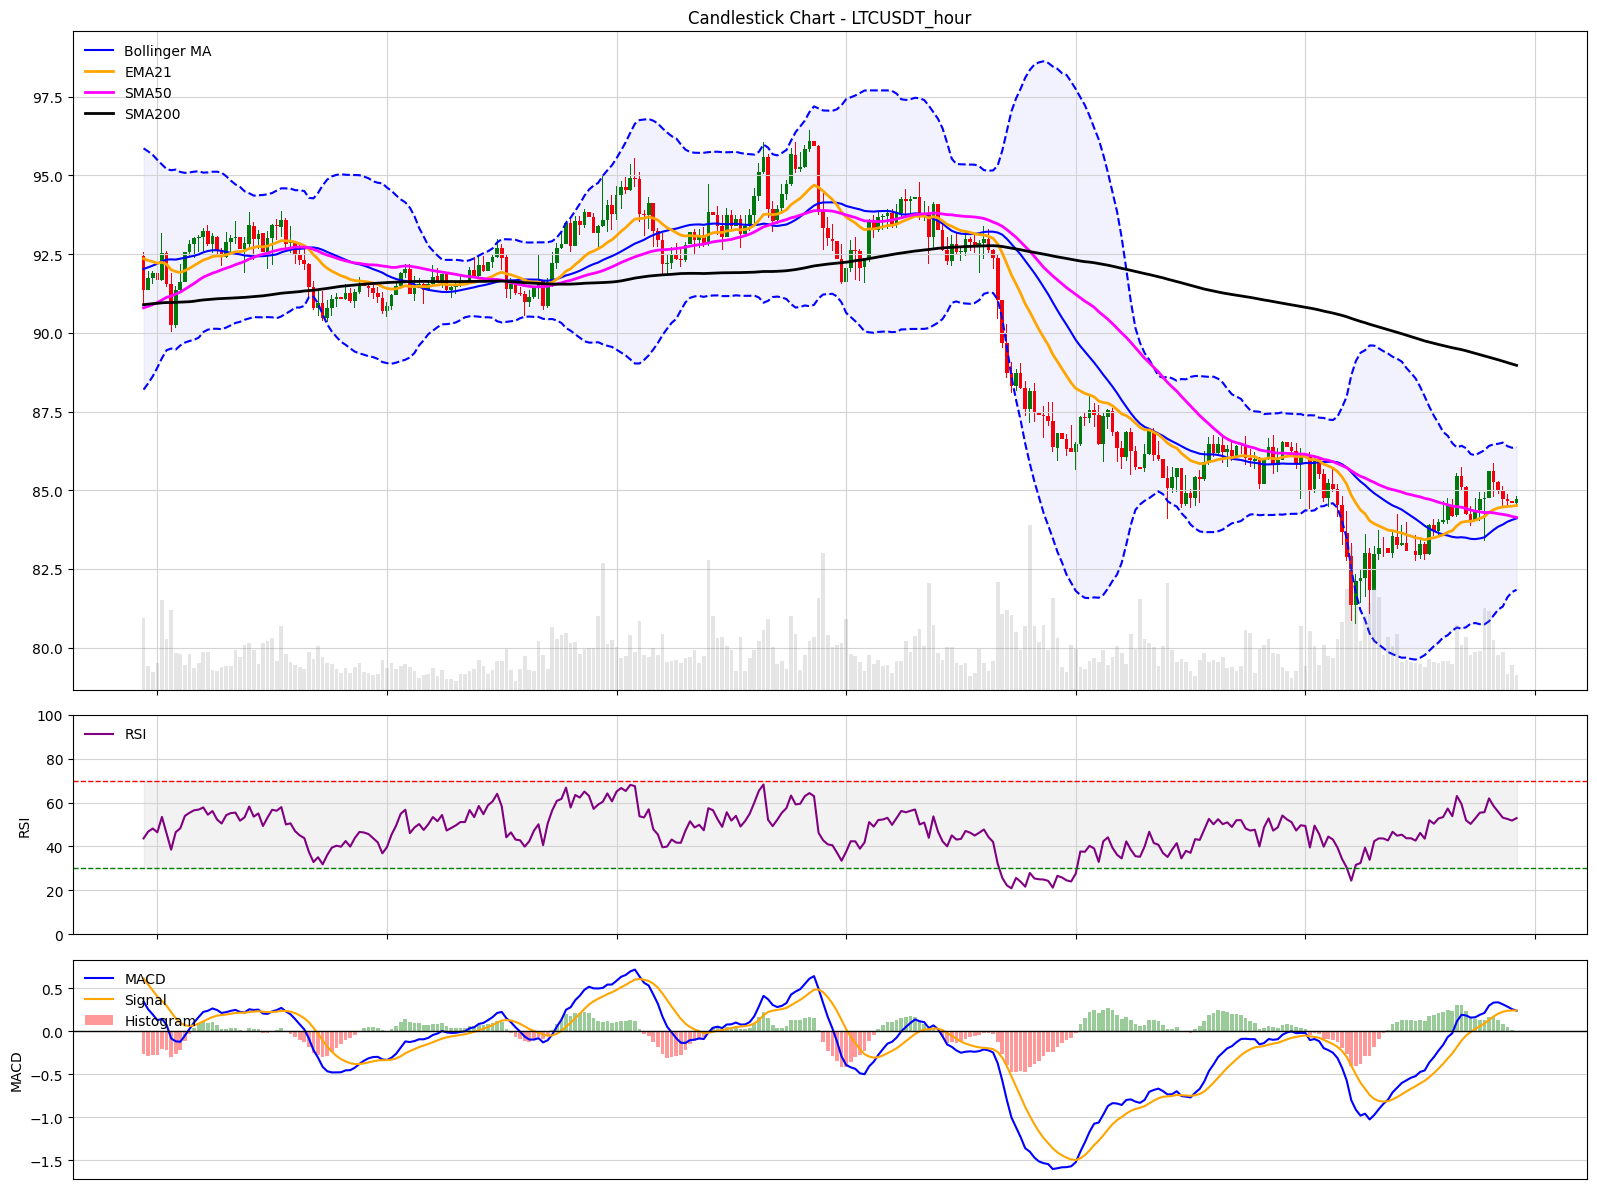 Candlestick Chart - LTCUSDT_hour
Bollinger MA
EMA21
SMA50
SMA200
97.5
95.0
92.5
90.0
87.5
85.0
82.5
80.0
100
RSI
80
60
RSI
40
20
0
MACD
0.5
Signal
Histogram
0.0
MACD
−0.5
−1.0
−1.5